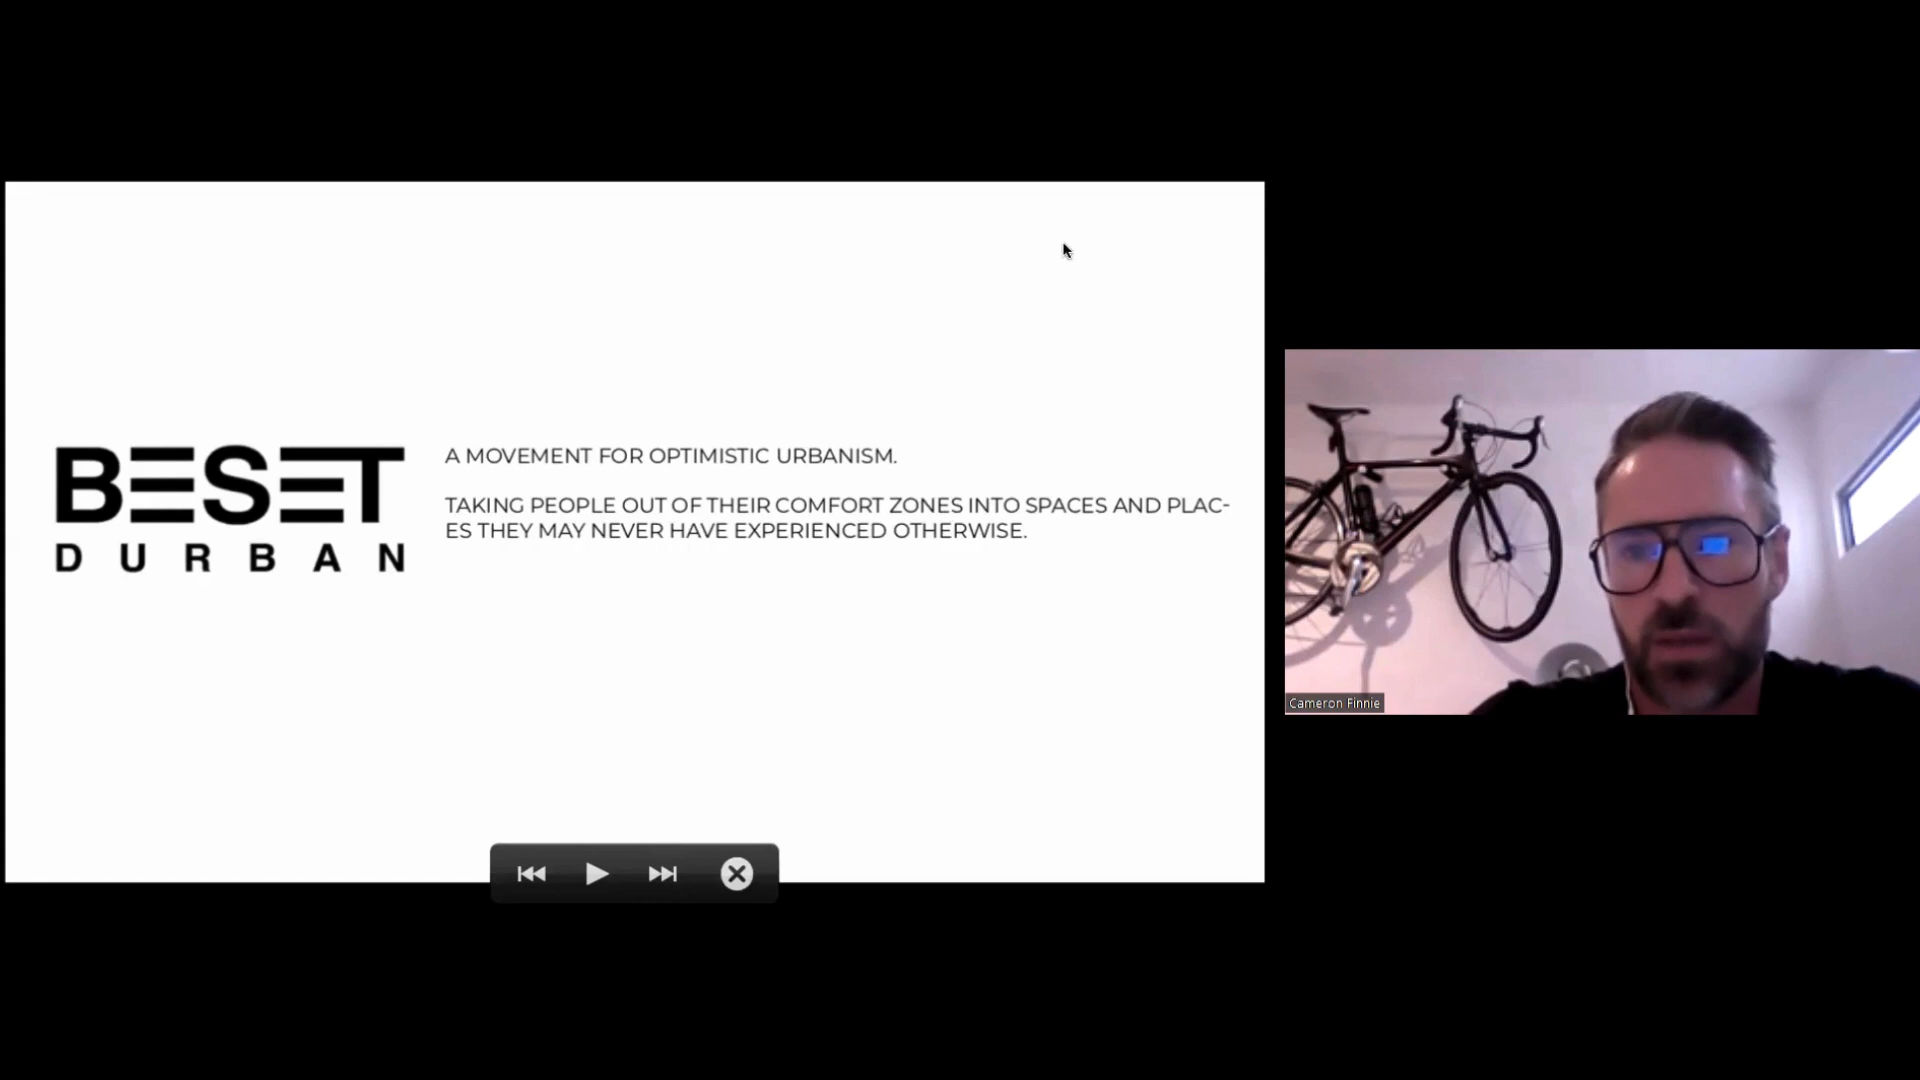 BESET
DURBAN
A MOVEMENT FOR OPTIMISTIC URBANISM.
TAKING PEOPLE OUT OF THEIR COMFORT ZONES INTO SPACES AND PLAC-
ES THEY MAY NEVER HAVE EXPERIENCED OTHERWISE.
Cameron Finnie